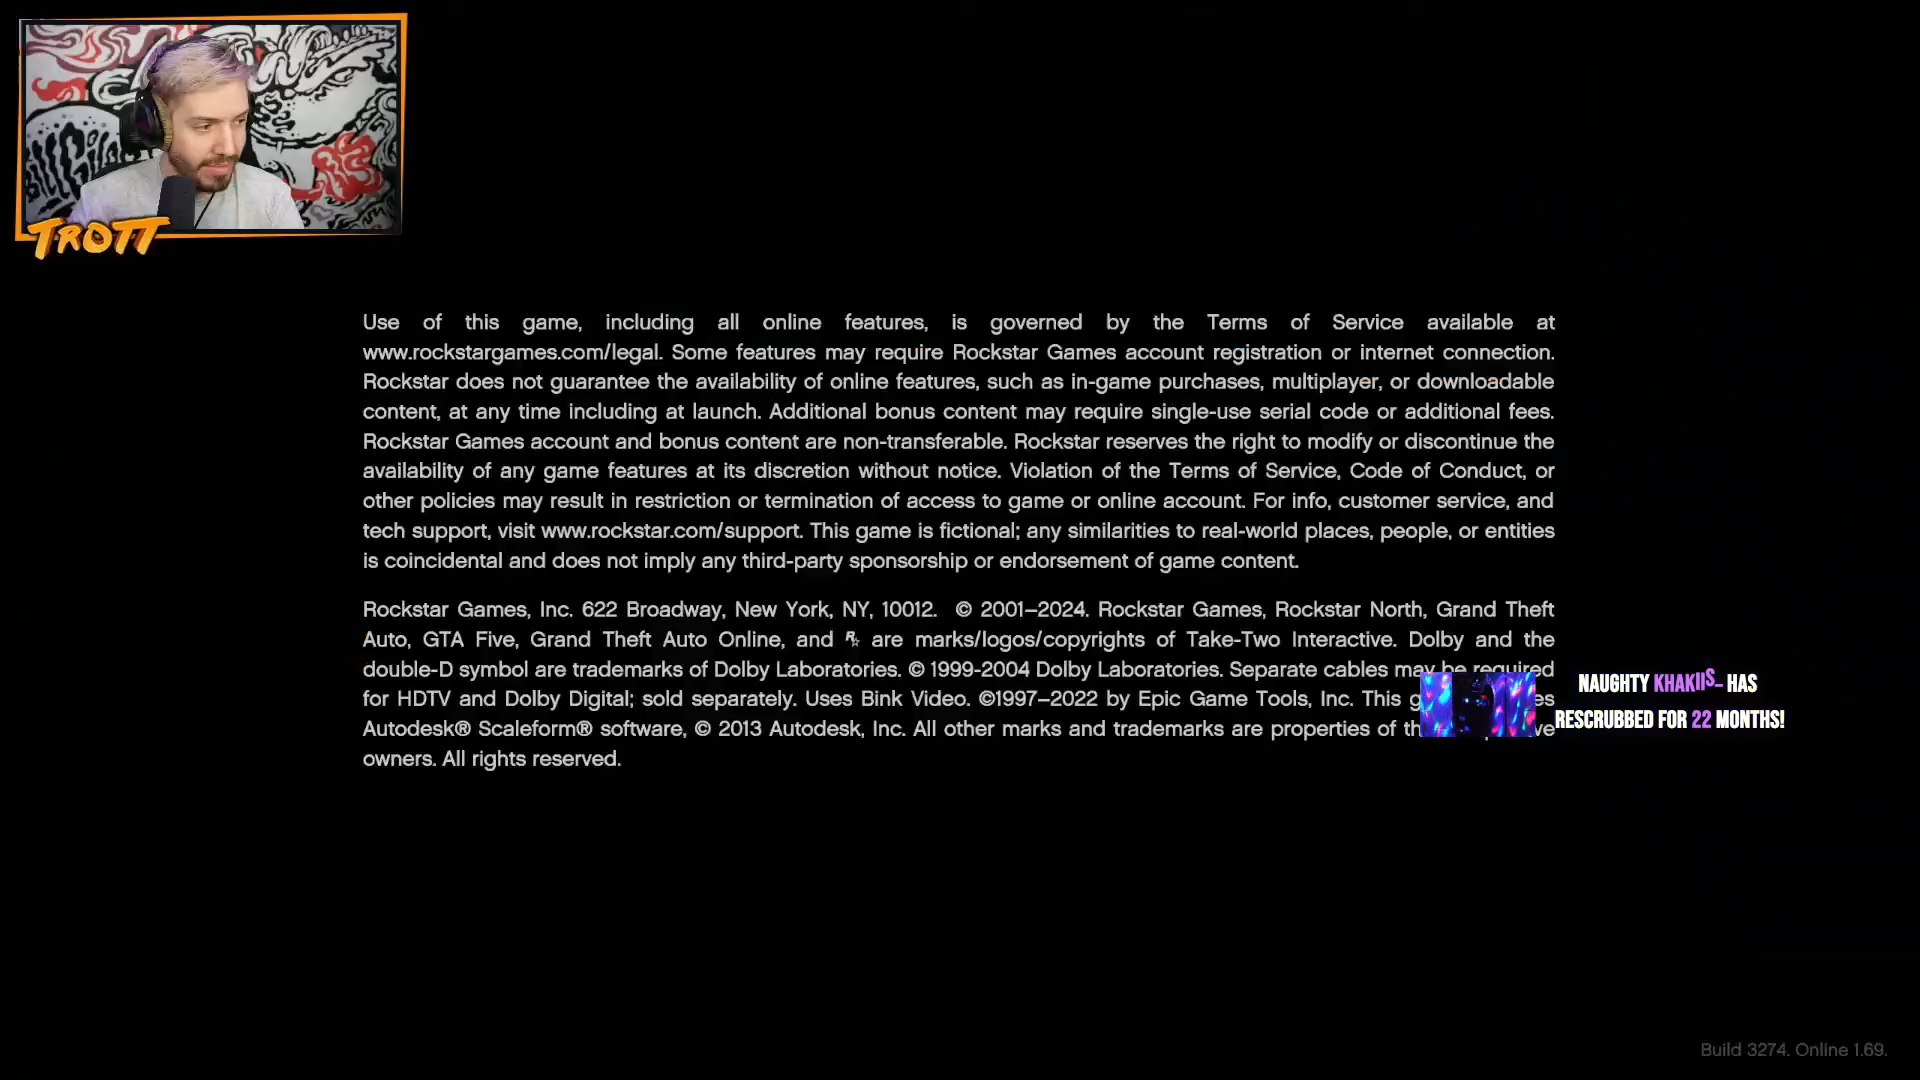 TROTT
Use of this game, including all online features, is governed by the Terms of Service available at
www.rockstargames.com/legal. Some features may require Rockstar Games account registration or internet connection.
Rockstar does not guarantee the availability of online features, such as in-game purchases, multiplayer, or downloadable
content, at any time including at launch. Additional bonus content may require single-use serial code or additional fees.
Rockstar Games account and bonus content are non-transferable. Rockstar reserves the right to modify or discontinue the
availability of any game features at its discretion without notice. Violation of the Terms of Service, Code of Conduct, or
other policies may result in restriction or termination of access to game or online account. For info, customer service, and
tech support, visit www.rockstar.com/support. This game is fictional; any similarities to real-world places, people, or entities
is coincidental and does not imply any third-party sponsorship or endorsement of game content.
Rockstar Games, Inc. 622 Broadway, New York, NY, 10012. © 2001–2024. Rockstar Games, Rockstar North, Grand Theft
Auto, GTA Five, Grand Theft Auto Online, and R* are marks/logos/copyrights of Take-Two Interactive. Dolby and the
double-D symbol are trademarks of Dolby Laboratories. © 1999-2004 Dolby Laboratories. Separate cables may be required
for HDTV and Dolby Digital; sold separately. Uses Bink Video. ©1997–2022 by Epic Game Tools, Inc. This
Autodesk® Scaleform® software, © 2013 Autodesk, Inc. All other marks and trademarks are properties of
owners. All rights reserved.
NAUGHTY KHAKIIS_ HAS
RESCRUBBED FOR 22 MONTHS!
Build 3274. Online 1.69.